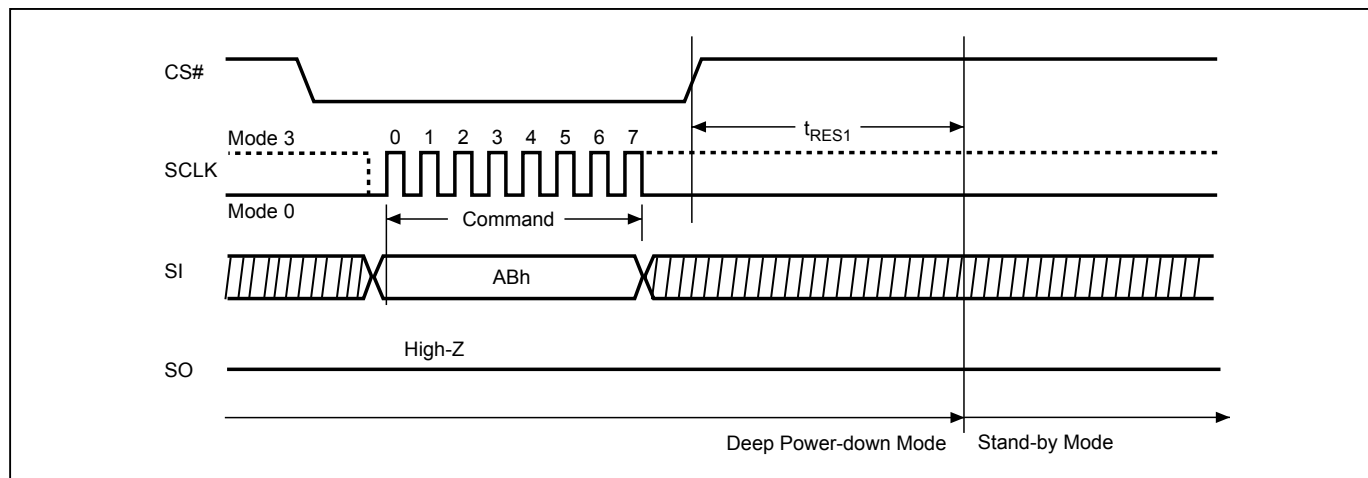 CS#
tRES1
Mode 3
0 1 2 3 4 5 6 7
SCLK
Mode 0
Command
SI
ABh
High-Z
SO
Deep Power-down Mode
Stand-by Mode